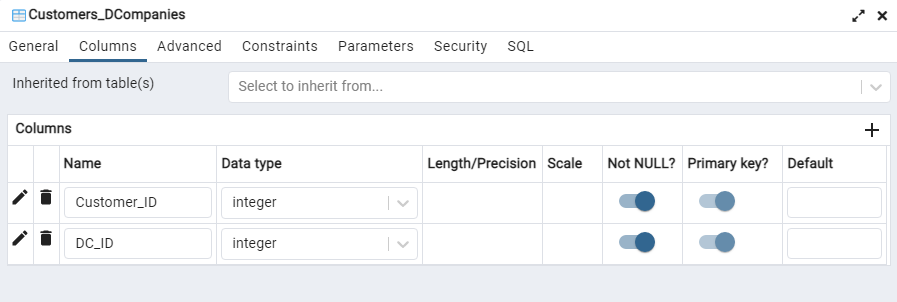 Customers_DCompanies
General Columns Advanced Constraints Parameters Security SQL
Inherited from table(s) Select to inherit from...
Columns
Name Data type Length/Precision Scale Not NULL? Primary key? Default
Customer_ID integer
DC_ID integer